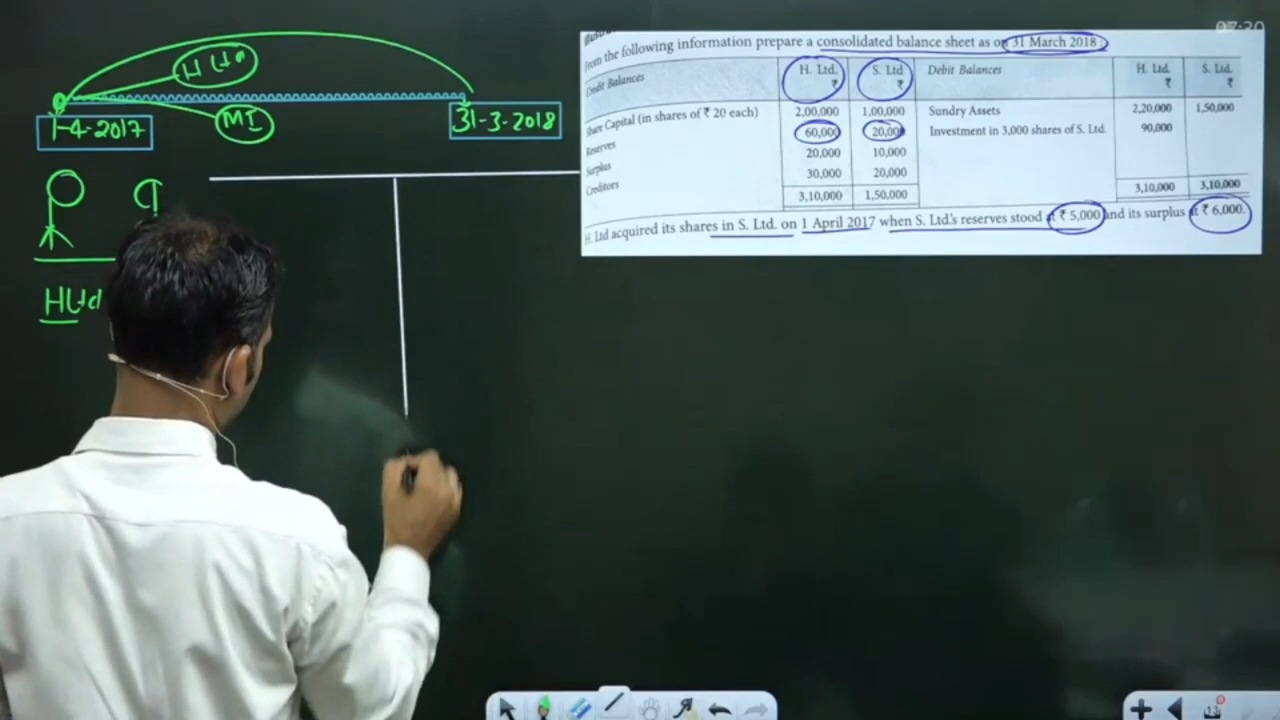 07:20
H Ltd
MI
1-4-2017
31-3-2018
H Ltd
From the following information prepare a consolidated balance sheet as on 31 March 2018 :
Credit Balances H. Ltd. ₹ S. Ltd ₹ Debit Balances H. Ltd. ₹ S. Ltd. ₹
Share Capital (in shares of ₹ 20 each) 2,00,000 1,00,000 Sundry Assets 2,20,000 1,50,000
Reserves 60,000 20,000 Investment in 3,000 shares of S. Ltd. 90,000
Surplus 20,000 10,000
Creditors 30,000 20,000
3,10,000 1,50,000 3,10,000 3,10,000
H. Ltd acquired its shares in S. Ltd. on 1 April 2017 when S. Ltd's reserves stood at ₹ 5,000 and its surplus at ₹ 6,000.